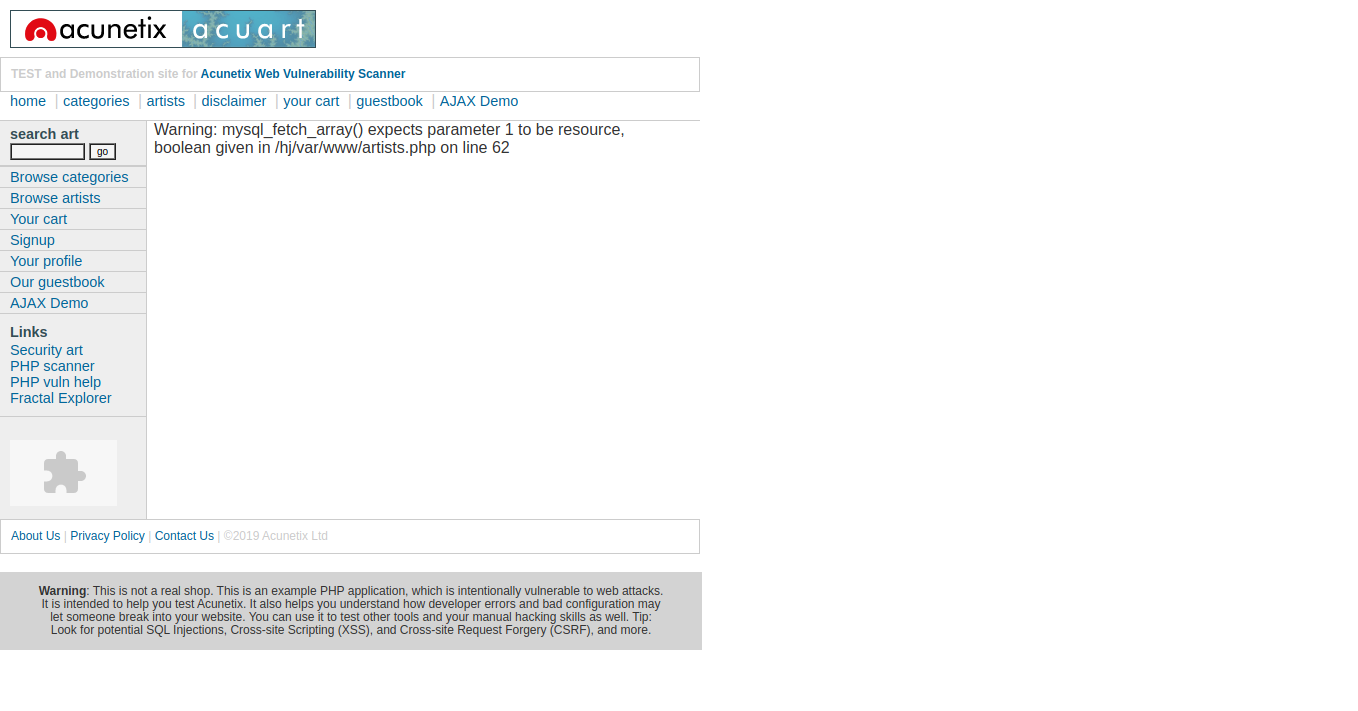 acunetix acuart
TEST and Demonstration site for Acunetix Web Vulnerability Scanner
home | categories | artists | disclaimer | your cart | guestbook | AJAX Demo
search art
go
Browse categories
Browse artists
Your cart
Signup
Your profile
Our guestbook
AJAX Demo
Links
Security art
PHP scanner
PHP vuln help
Fractal Explorer
Warning: mysql_fetch_array() expects parameter 1 to be resource,
boolean given in /hj/var/www/artists.php on line 62
About Us | Privacy Policy | Contact Us | ©2019 Acunetix Ltd
Warning: This is not a real shop. This is an example PHP application, which is intentionally vulnerable to web attacks.
It is intended to help you test Acunetix. It also helps you understand how developer errors and bad configuration may
let someone break into your website. You can use it to test other tools and your manual hacking skills as well. Tip:
Look for potential SQL Injections, Cross-site Scripting (XSS), and Cross-site Request Forgery (CSRF), and more.